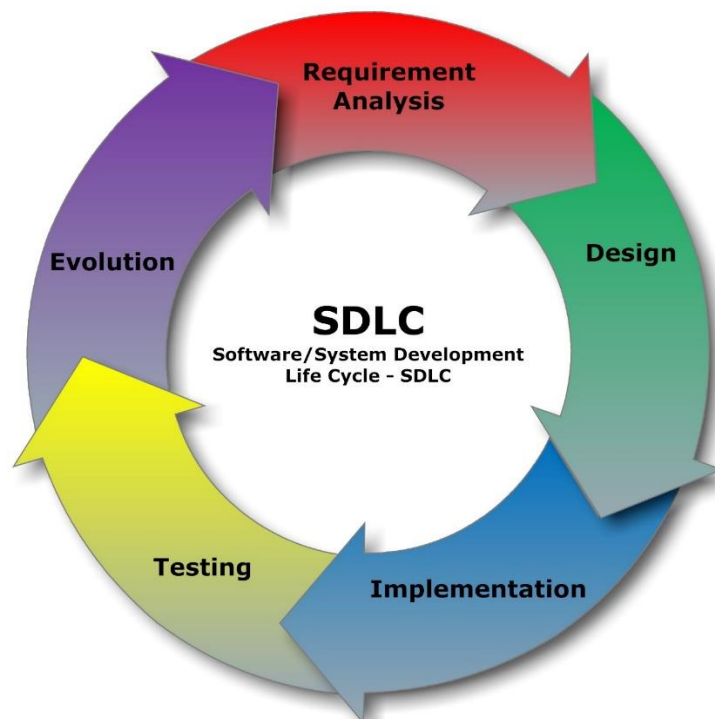 Requirement
Analysis
Design
Implementation
Testing
Evolution
SDLC
Software/System Development
Life Cycle - SDLC